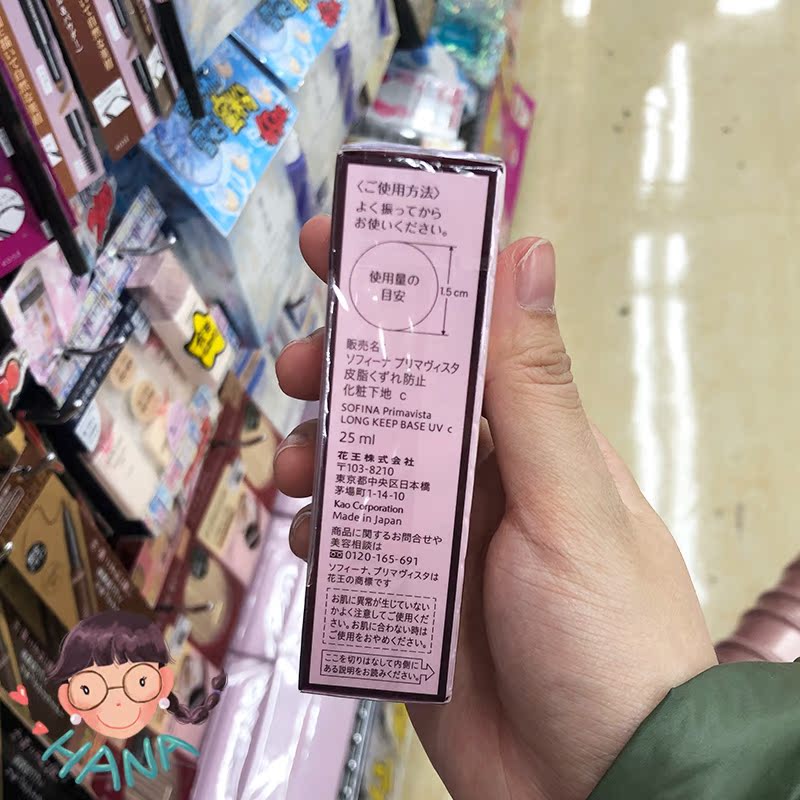 〈ご使用方法〉
よく振ってから
お使いください。
使用量の
目安
1.5cm
販売名
ソフィーナ プリマヴィスタ
皮脂くずれ防止
化粧下地 c
SOFINA Primavista
LONG KEEP BASE UV c
25 ml
花王株式会社
〒103-8210
東京都中央区日本橋
茅場町1-14-10
Kao Corporation
Made in Japan
商品に関するお問合せや
美容相談は
0120-165-691
ソフィーナ、プリマヴィスタは
花王の商標です
お肌に異常が生じていない
かよく注意してご使用くだ
さい。お肌に合わない時は
ご使用をおやめください。
ここを切りはなして内側に
ある説明をお読みください。
HANA